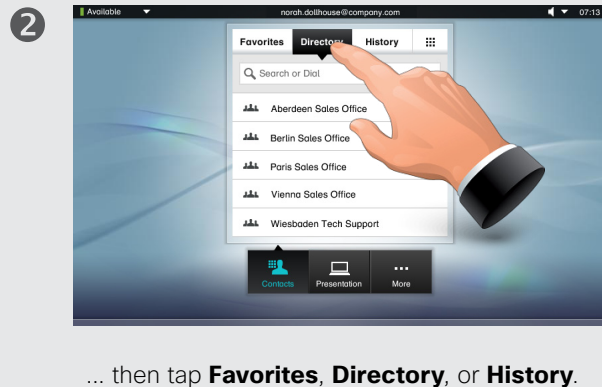 2
Available norah.dollhouse@company.com 07:13
Favorites Directory History
Search or Dial
Aberdeen Sales Office
Berlin Sales Office
Paris Sales Office
Vienna Sales Office
Wiesbaden Tech Support
Contacts Presentation More
... then tap Favorites, Directory, or History.